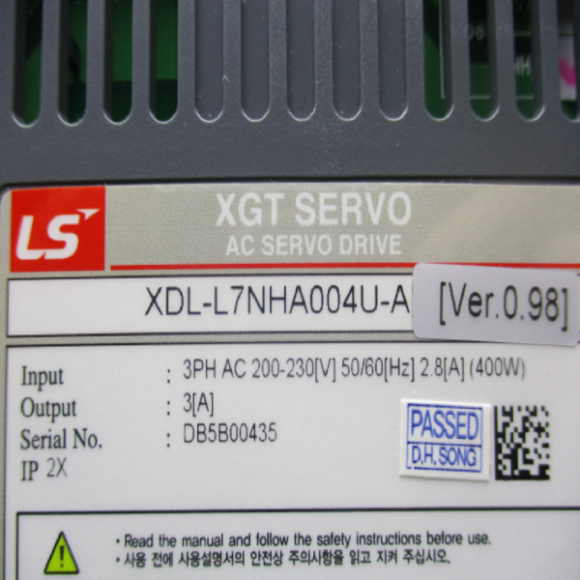 LS
XGT SERVO
AC SERVO DRIVE
XDL-L7NHA004U-A
[Ver.0.98]
Input : 3PH AC 200-230[V] 50/60[Hz] 2.8[A] (400W)
Output : 3[A]
Serial No. : DB5B00435
IP 2X
PASSED
D.H. SONG
• Read the manual and follow the safety instructions before use.
• 사용 전에 사용설명서의 안전상 주의사항을 읽고 지켜 주십시오.